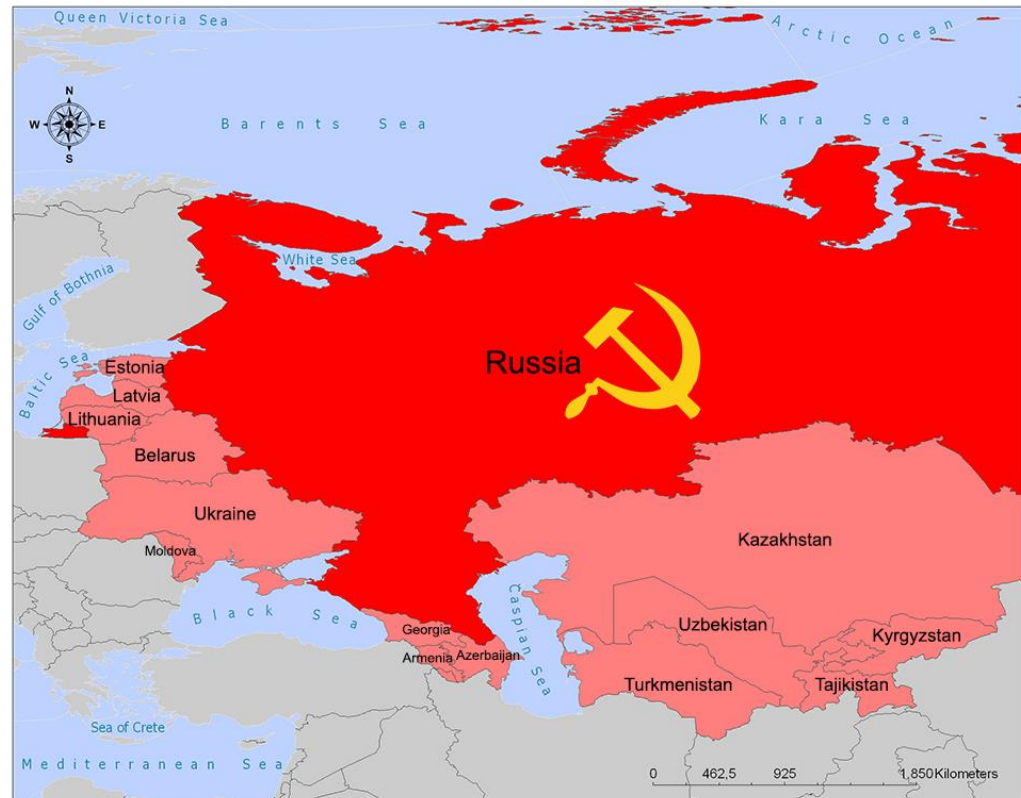 Queen Victoria Sea
Arctic Ocean
N
W E
S
Barents Sea
Kara Sea
White Sea
Gulf of Bothnia
Baltic Sea
Russia
Estonia
Latvia
Lithuania
Belarus
Ukraine
Moldova
Kazakhstan
Black Sea
Caspian Sea
Georgia
Armenia
Azerbaijan
Uzbekistan
Kyrgyzstan
Turkmenistan
Tajikistan
Sea of Crete
Mediterranean Sea
0 462,5 925 1,850 Kilometers